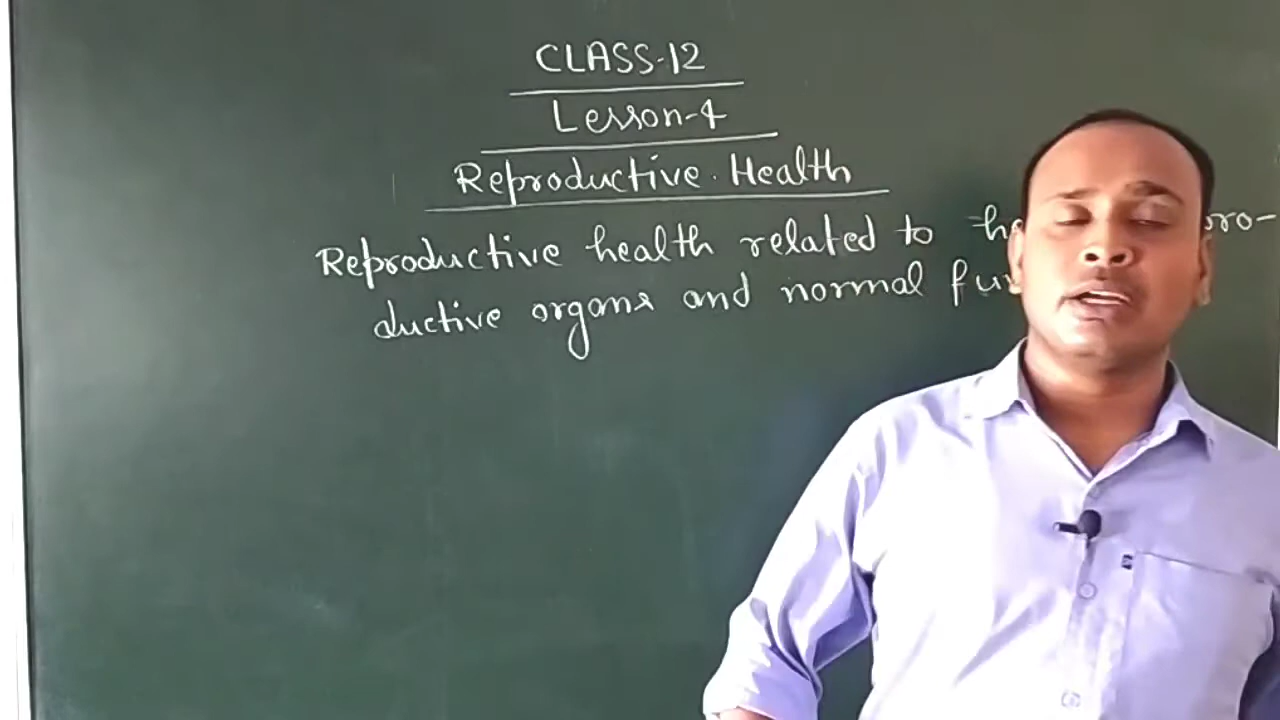 CLASS-12
Lesson-4
Reproductive Health
Reproductive health related to
ductive organs and normal